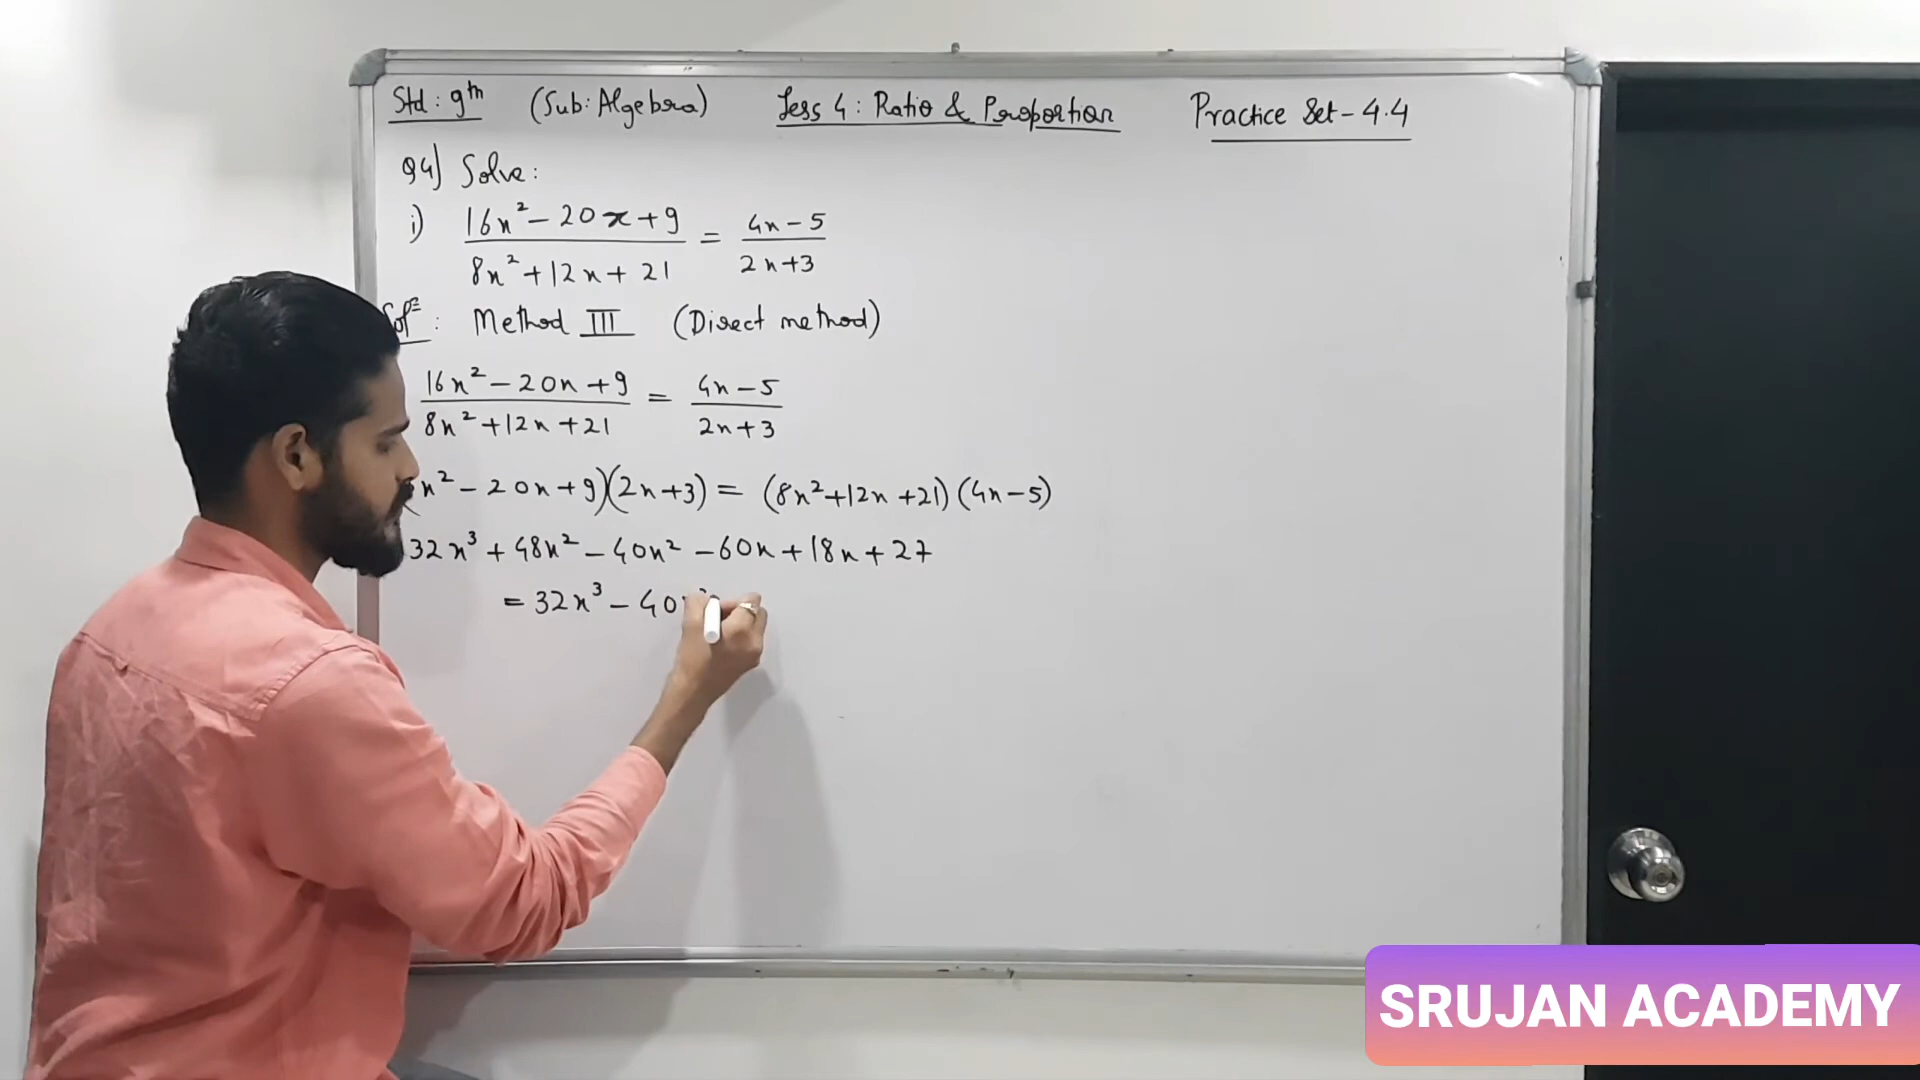 Std: 9th (Sub: Algebra) Less 4: Ratio & Proportion Practice Set - 4.4
Q4) Solve:
i) 16x² - 20x + 9 / 8x² + 12x + 21 = 4x - 5 / 2x + 3
Solⁿ: Method III (Direct method)
16x² - 20x + 9 / 8x² + 12x + 21 = 4x - 5 / 2x + 3
x² - 20x + 9)(2x + 3) = (8x² + 12x + 21)(4x - 5)
32x³ + 48x² - 40x² - 60x + 18x + 27
= 32x³ - 40
SRUJAN ACADEMY